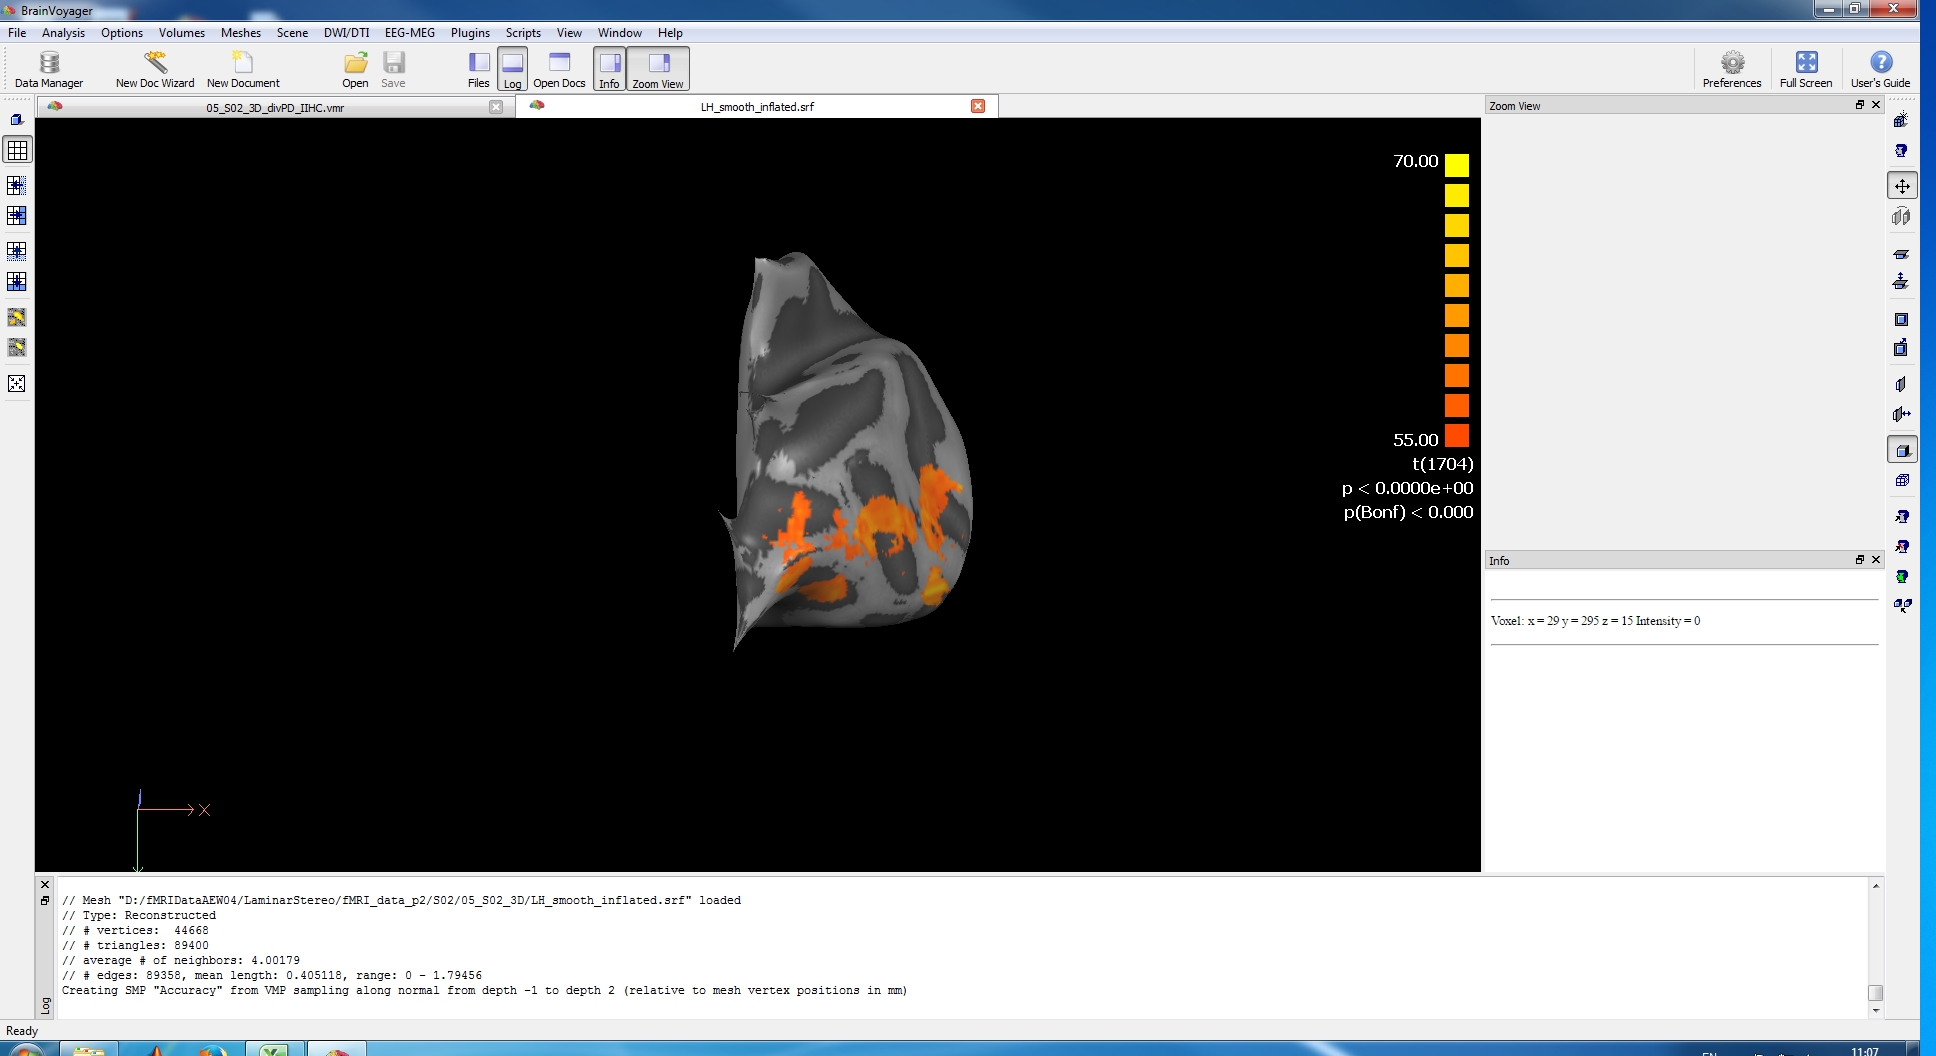 BrainVoyager
File Analysis Options Volumes Meshes Scene DWI/DTI EEG-MEG Plugins Scripts View Window Help
Data Manager New Doc Wizard New Document Open Save Files Log Open Docs Info Zoom View Preferences Full Screen User's Guide
05_S02_3D_divPD_IIHC.vmr LH_smooth_inflated.srf
Zoom View
70.00
55.00
t(1704)
p < 0.0000e+00
p(Bonf) < 0.000
Info
Voxel: x = 29 y = 295 z = 15 Intensity = 0
X
// Mesh "D:/fMRIDataAEW04/LaminarStereo/fMRI_data_p2/S02/05_S02_3D/LH_smooth_inflated.srf" loaded
// Type: Reconstructed
// # vertices: 44668
// # triangles: 89400
// average # of neighbors: 4.00179
// # edges: 89358, mean length: 0.405118, range: 0 - 1.79456
Creating SMP "Accuracy" from VMP sampling along normal from depth -1 to depth 2 (relative to mesh vertex positions in mm)
Log
Ready
11:07